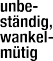 unbe-
ständig,
wankel-
mütig